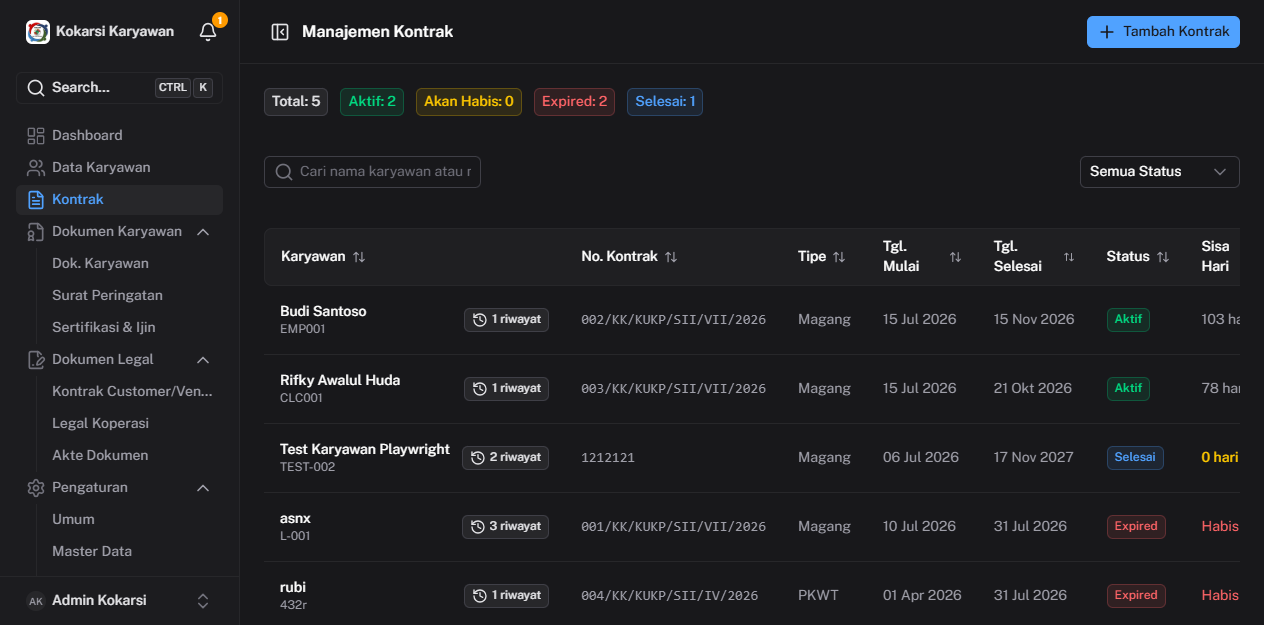 Kokarsi Karyawan
1
Search...
CTRL K
Dashboard
Data Karyawan
Kontrak
Dokumen Karyawan
Dok. Karyawan
Surat Peringatan
Sertifikasi & Ijin
Dokumen Legal
Kontrak Customer/Ven...
Legal Koperasi
Akte Dokumen
Pengaturan
Umum
Master Data
AK Admin Kokarsi
Manajemen Kontrak
Tambah Kontrak
Total: 5 Aktif: 2 Akan Habis: 0 Expired: 2 Selesai: 1
Cari nama karyawan atau r
Semua Status
Karyawan No. Kontrak Tipe Tgl. Mulai Tgl. Selesai Status Sisa Hari
Budi Santoso 1 riwayat 002/KK/KUKP/SII/VII/2026 Magang 15 Jul 2026 15 Nov 2026 Aktif 103 ha
EMP001
Rifky Awalul Huda 1 riwayat 003/KK/KUKP/SII/VII/2026 Magang 15 Jul 2026 21 Okt 2026 Aktif 78 har
CLC001
Test Karyawan Playwright 2 riwayat 1212121 Magang 06 Jul 2026 17 Nov 2027 Selesai 0 hari
TEST-002
asnx 3 riwayat 001/KK/KUKP/SII/VII/2026 Magang 10 Jul 2026 31 Jul 2026 Expired Habis
L-001
rubi 1 riwayat 004/KK/KUKP/SII/IV/2026 PKWT 01 Apr 2026 31 Jul 2026 Expired Habis
432r